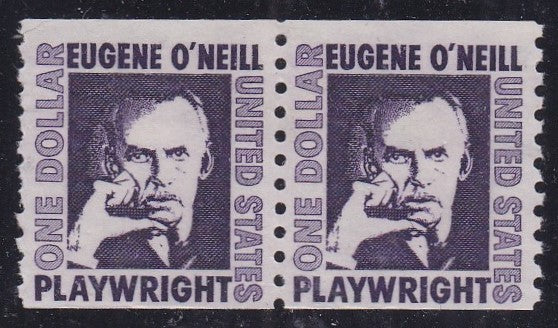 EUGENE O'NEILL
ONE DOLLAR
UNITED STATES
PLAYWRIGHT
EUGENE O'NEILL
ONE DOLLAR
UNITED STATES
PLAYWRIGHT